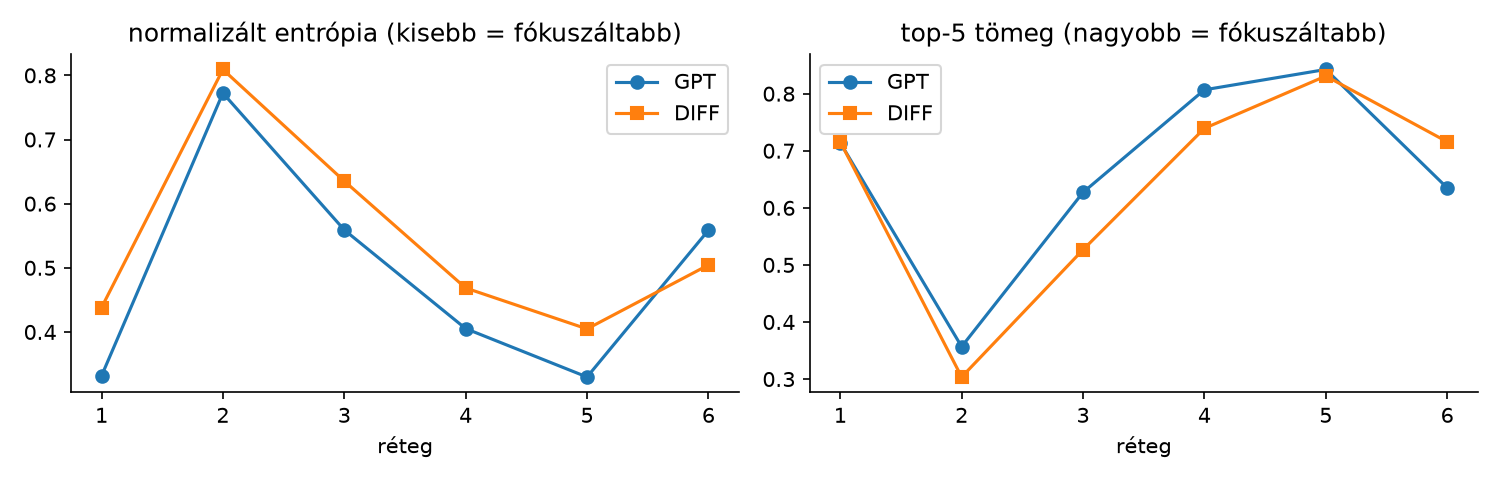 normalizált entrópia (kisebb = fókuszáltabb)
GPT
DIFF
0.8
0.7
0.6
0.5
0.4
1 2 3 4 5 6
réteg
top-5 tömeg (nagyobb = fókuszáltabb)
GPT
DIFF
0.8
0.7
0.6
0.5
0.4
0.3
1 2 3 4 5 6
réteg